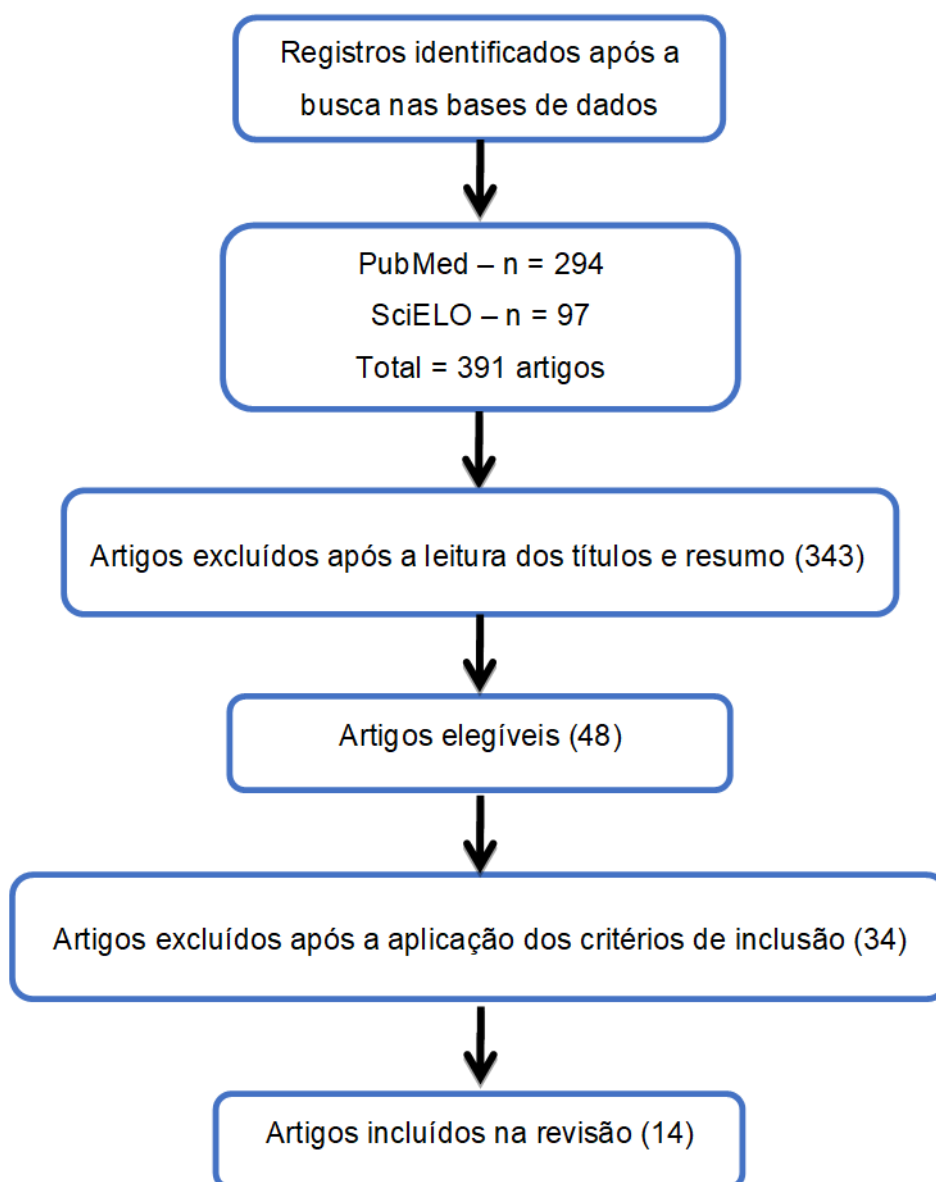 Registros identificados após a
busca nas bases de dados
PubMed – n = 294
SciELO – n = 97
Total = 391 artigos
Artigos excluídos após a leitura dos títulos e resumo (343)
Artigos elegíveis (48)
Artigos excluídos após a aplicação dos critérios de inclusão (34)
Artigos incluídos na revisão (14)